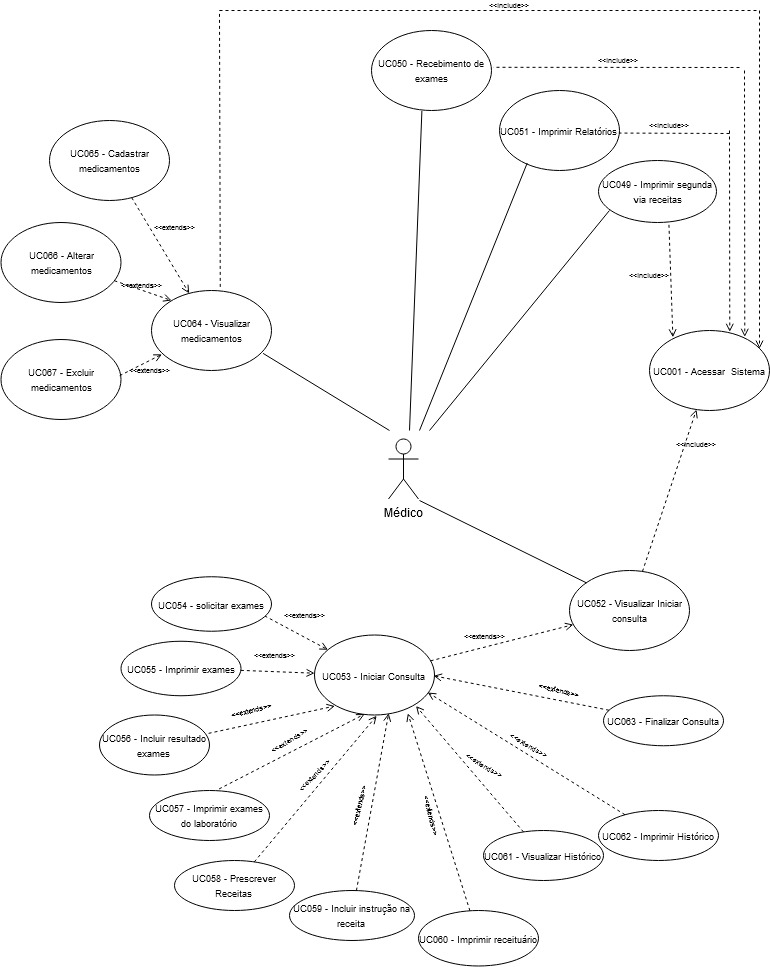 <<include>>
UC050 - Recebimento de
exames
<<include>>
UC051 - Imprimir Relatórios
<<include>>
UC065 - Cadastrar
medicamentos
UC049 - Imprimir segunda
via receitas
<<extends>>
UC066 - Alterar
medicamentos
<<extends>>
<<include>>
UC064 - Visualizar
medicamentos
UC067 - Excluir
medicamentos
<<extends>>
UC001 - Acessar Sistema
<<include>>
Médico
UC054 - solicitar exames
<<extends>>
UC052 - Visualizar Iniciar
consulta
<<extends>>
UC055 - Imprimir exames
<<extends>>
UC053 - Iniciar Consulta
<<extends>>
UC063 - Finalizar Consulta
UC056 - Incluir resultado
exames
<<extends>>
<<extends>>
<<extends>>
<<extends>>
<<extends>>
UC057 - Imprimir exames
do laboratório
<<extends>>
<<extends>>
UC062 - Imprimir Histórico
UC061 - Visualizar Histórico
UC058 - Prescrever
Receitas
UC059 - Incluir instrução na
receita
UC060 - Imprimir receituário